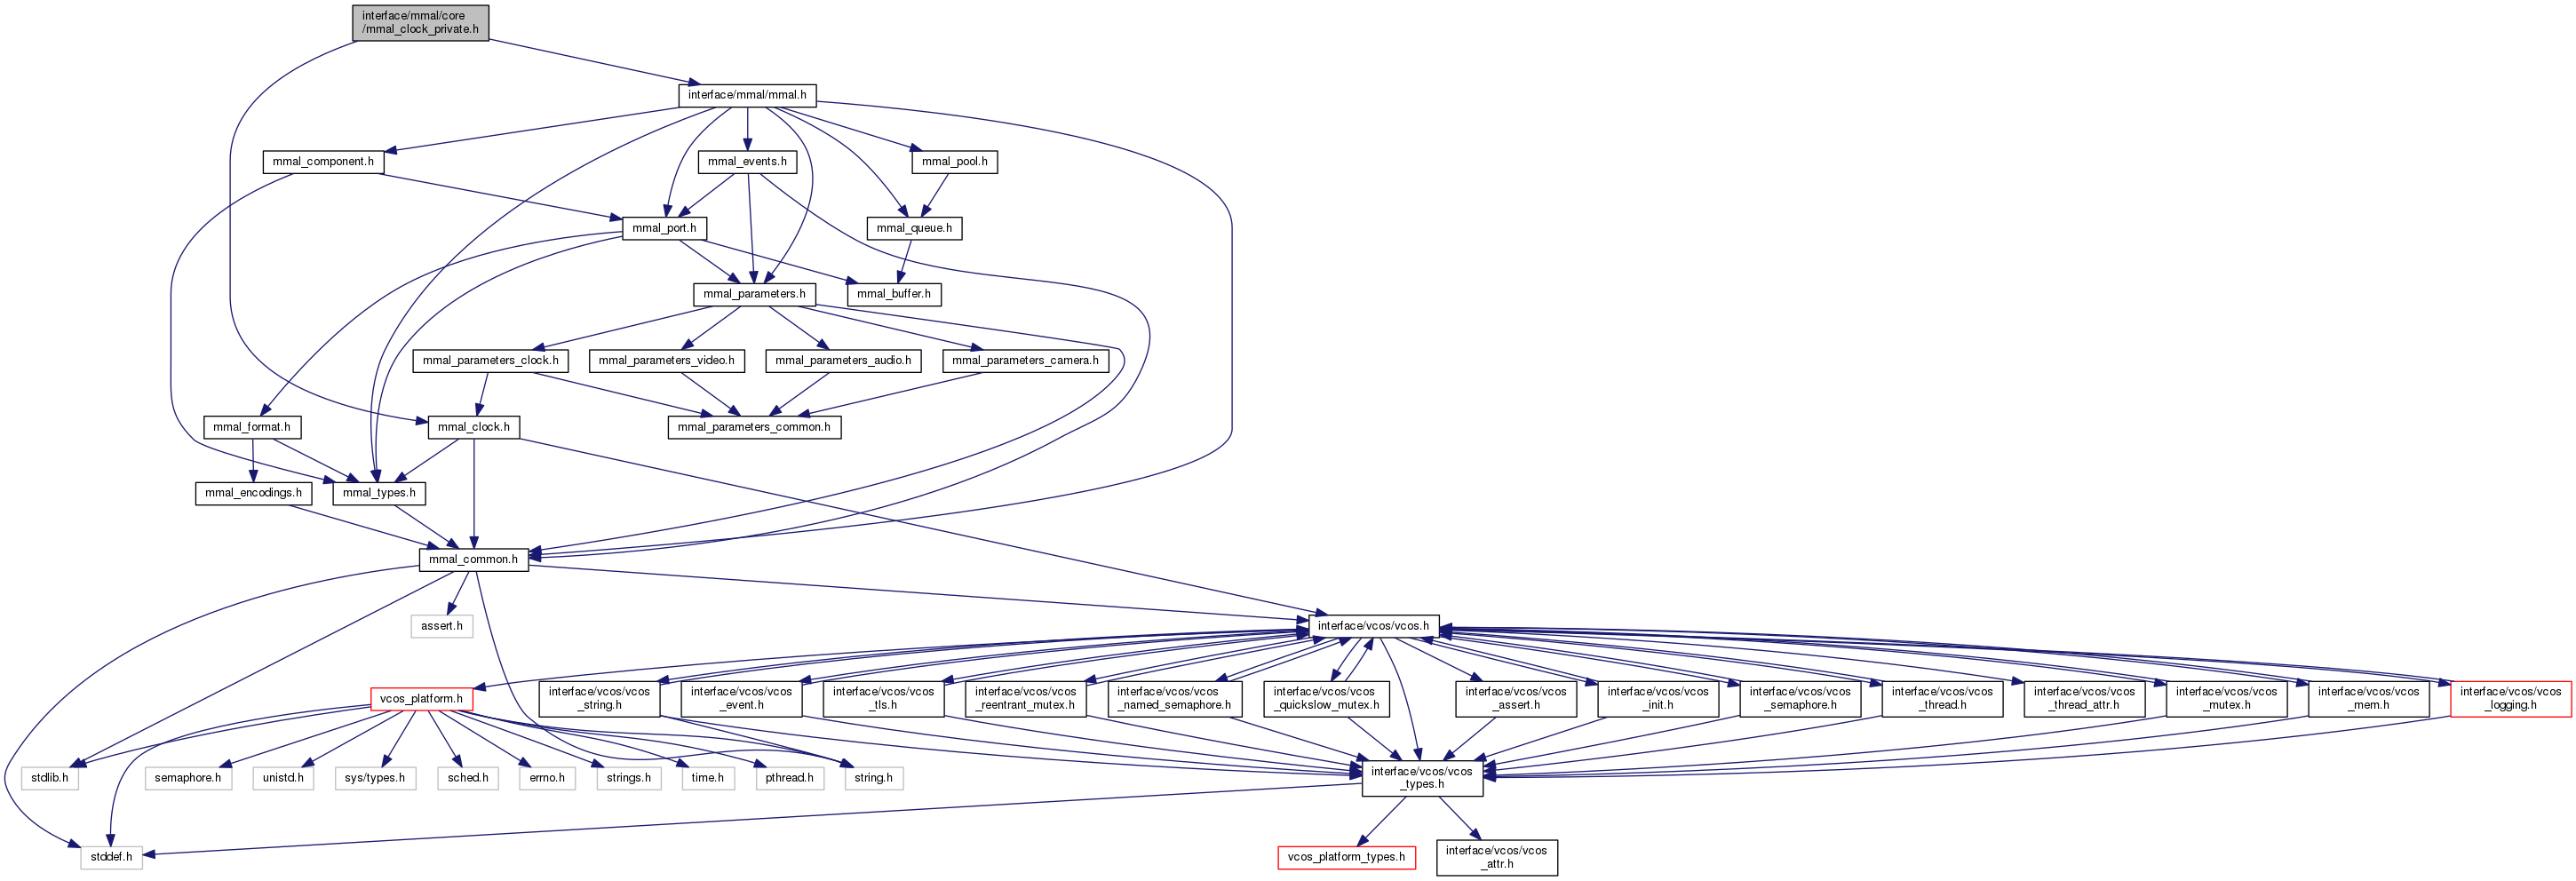 interface/mmal/core
/mmal_clock_private.h
interface/mmal/mmal.h
mmal_component.h
mmal_events.h
mmal_pool.h
mmal_port.h
mmal_queue.h
mmal_parameters.h
mmal_buffer.h
mmal_parameters_clock.h
mmal_parameters_video.h
mmal_parameters_audio.h
mmal_parameters_camera.h
mmal_format.h
mmal_clock.h
mmal_parameters_common.h
mmal_encodings.h
mmal_types.h
mmal_common.h
assert.h
interface/vcos/vcos.h
vcos_platform.h
interface/vcos/vcos
_string.h
interface/vcos/vcos
_event.h
interface/vcos/vcos
_tls.h
interface/vcos/vcos
_reentrant_mutex.h
interface/vcos/vcos
_named_semaphore.h
interface/vcos/vcos
_quickslow_mutex.h
interface/vcos/vcos
_assert.h
interface/vcos/vcos
_init.h
interface/vcos/vcos
_semaphore.h
interface/vcos/vcos
_thread.h
interface/vcos/vcos
_thread_attr.h
interface/vcos/vcos
_mutex.h
interface/vcos/vcos
_mem.h
interface/vcos/vcos
_logging.h
stdlib.h
semaphore.h
unistd.h
sys/types.h
sched.h
errno.h
strings.h
time.h
pthread.h
string.h
interface/vcos/vcos
_types.h
stddef.h
vcos_platform_types.h
interface/vcos/vcos
_attr.h